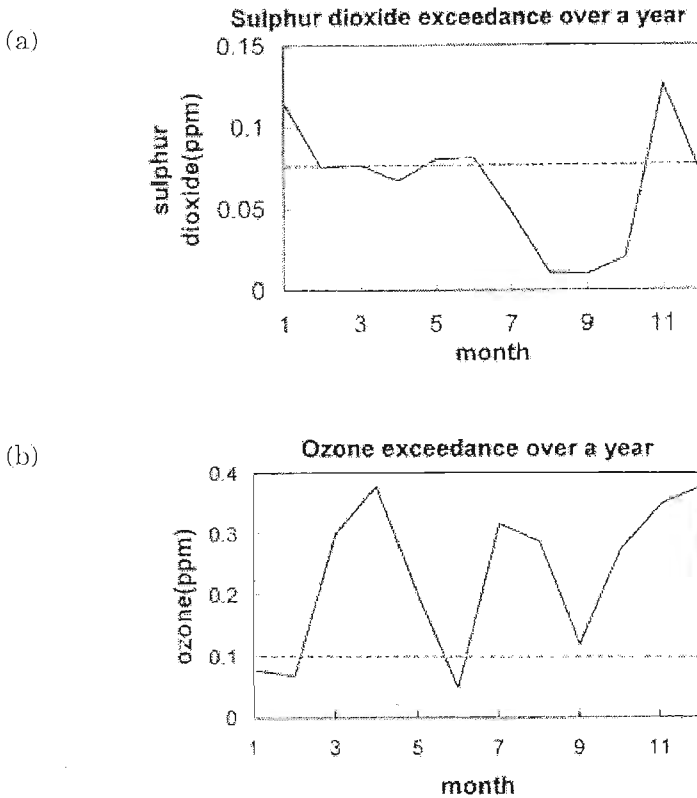 (a)
Sulphur dioxide exceedance over a year
sulphur
dioxide(ppm)
0.15
0.1
0.05
0
1 3 5 7 9 11
month
(b)
Ozone exceedance over a year
ozone(ppm)
0.4
0.3
0.2
0.1
0
1 3 5 7 9 11
month